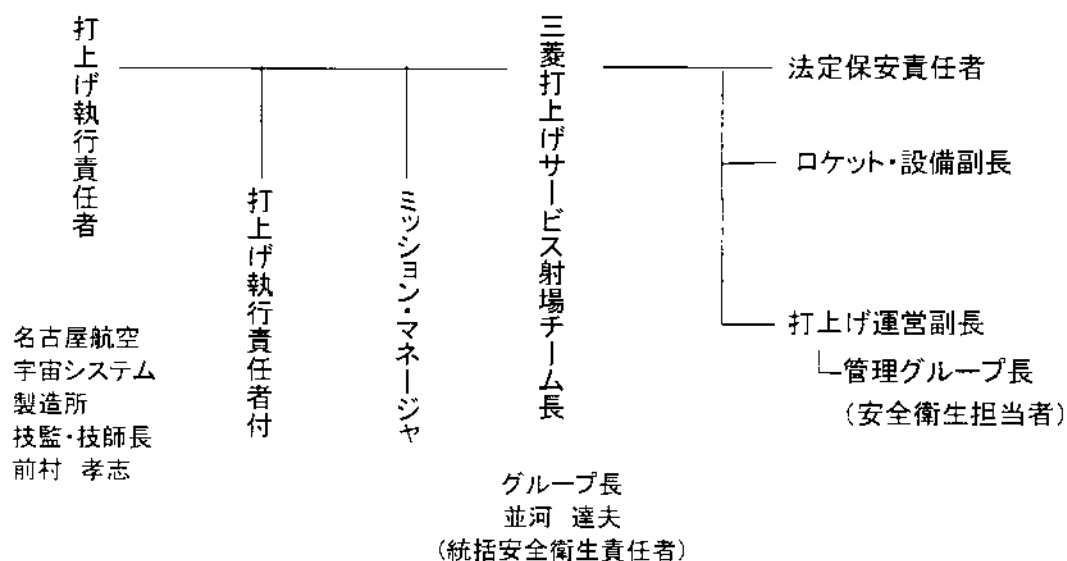 打上げ執行責任者
名古屋航空
宇宙システム
製造所
技監・技師長
前村 孝志
打上げ執行責任者付
ミッション・マネージャ
三菱打上げサービス射場チーム長
グループ長
並河 達夫
(統括安全衛生責任者)
法定保安責任者
ロケット・設備副長
打上げ運営副長
管理グループ長
(安全衛生担当者)